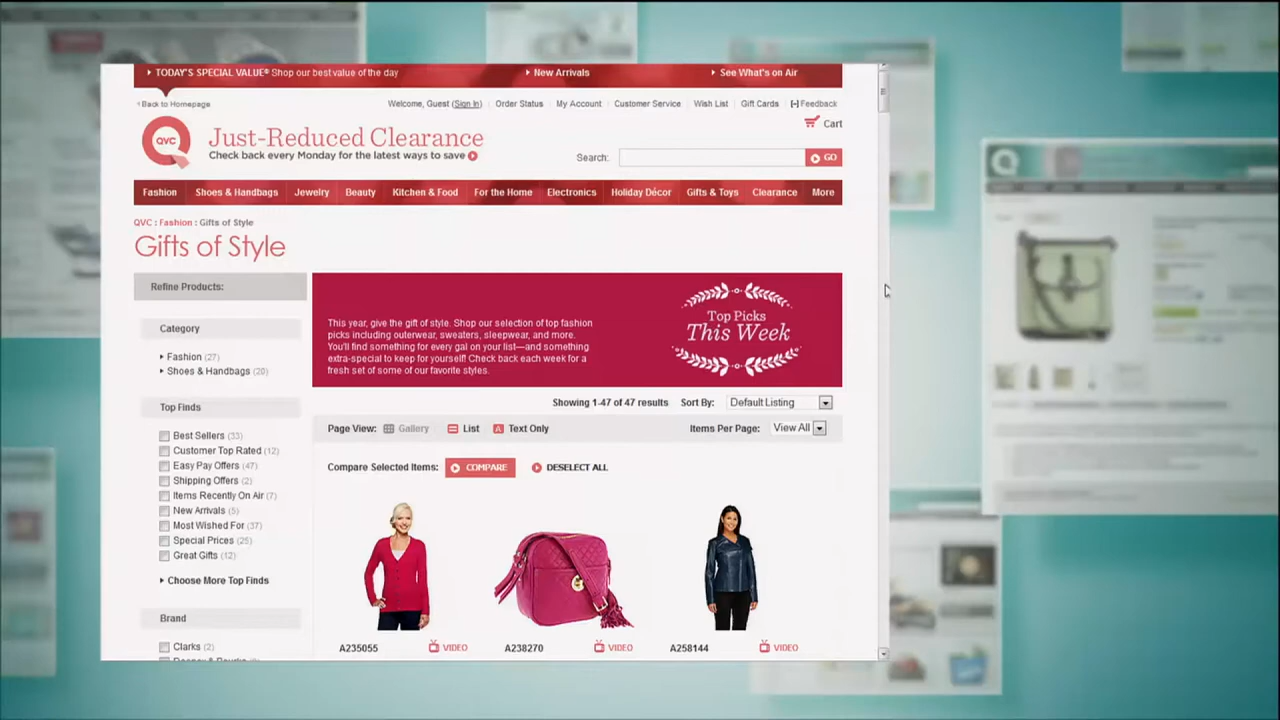 TODAY'S SPECIAL VALUE® Shop our best value of the day
New Arrivals
See What's on Air
Back to Homepage
Welcome, Guest (Sign In)
Order Status
My Account
Customer Service
Wish List
Gift Cards
[-] Feedback
QVC
Just-Reduced Clearance
Check back every Monday for the latest ways to save
Cart
Search:
GO
Fashion
Shoes & Handbags
Jewelry
Beauty
Kitchen & Food
For the Home
Electronics
Holiday Décor
Gifts & Toys
Clearance
More
QVC : Fashion : Gifts of Style
Gifts of Style
Refine Products:
Category
Fashion (27)
Shoes & Handbags (20)
Top Finds
Best Sellers (33)
Customer Top Rated (12)
Easy Pay Offers (47)
Shipping Offers (2)
Items Recently On Air (7)
New Arrivals (5)
Most Wished For (37)
Special Prices (25)
Great Gifts (12)
Choose More Top Finds
Brand
Clarks (2)
This year, give the gift of style. Shop our selection of top fashion
picks including outerwear, sweaters, sleepwear, and more.
You'll find something for every gal on your list—and something
extra-special to keep for yourself! Check back each week for a
fresh set of some of our favorite styles.
Top Picks
This Week
Showing 1-47 of 47 results
Sort By:
Default Listing
Page View:
Gallery
List
A
Text Only
Items Per Page:
View All
Compare Selected Items:
COMPARE
DESELECT ALL
A235055
VIDEO
A238270
VIDEO
A258144
VIDEO